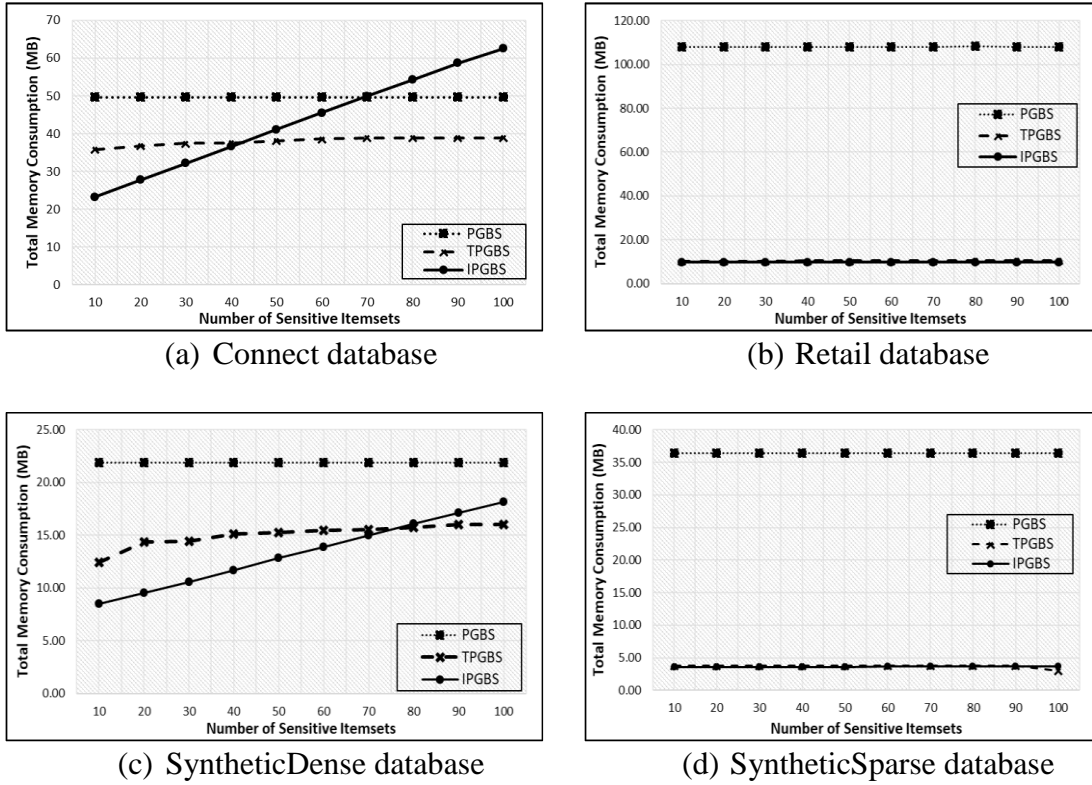 Total Memory Consumption (MB)
70
60
50
40
30
20
10
0
PGBS
TPGBS
IPGBS
10 20 30 40 50 60 70 80 90 100
Number of Sensitive Itemsets
(a) Connect database
Total Memory Consumption (MB)
120.00
100.00
80.00
60.00
40.00
20.00
0.00
PGBS
TPGBS
IPGBS
10 20 30 40 50 60 70 80 90 100
Number of Sensitive Itemsets
(b) Retail database
Total Memory Consumption (MB)
25.00
20.00
15.00
10.00
5.00
0.00
PGBS
TPGBS
IPGBS
10 20 30 40 50 60 70 80 90 100
Number of Sensitive Itemsets
(c) SyntheticDense database
Total Memory Consumption (MB)
40.00
35.00
30.00
25.00
20.00
15.00
10.00
5.00
0.00
PGBS
TPGBS
IPGBS
10 20 30 40 50 60 70 80 90 100
Number of Sensitive Itemsets
(d) SyntheticSparse database